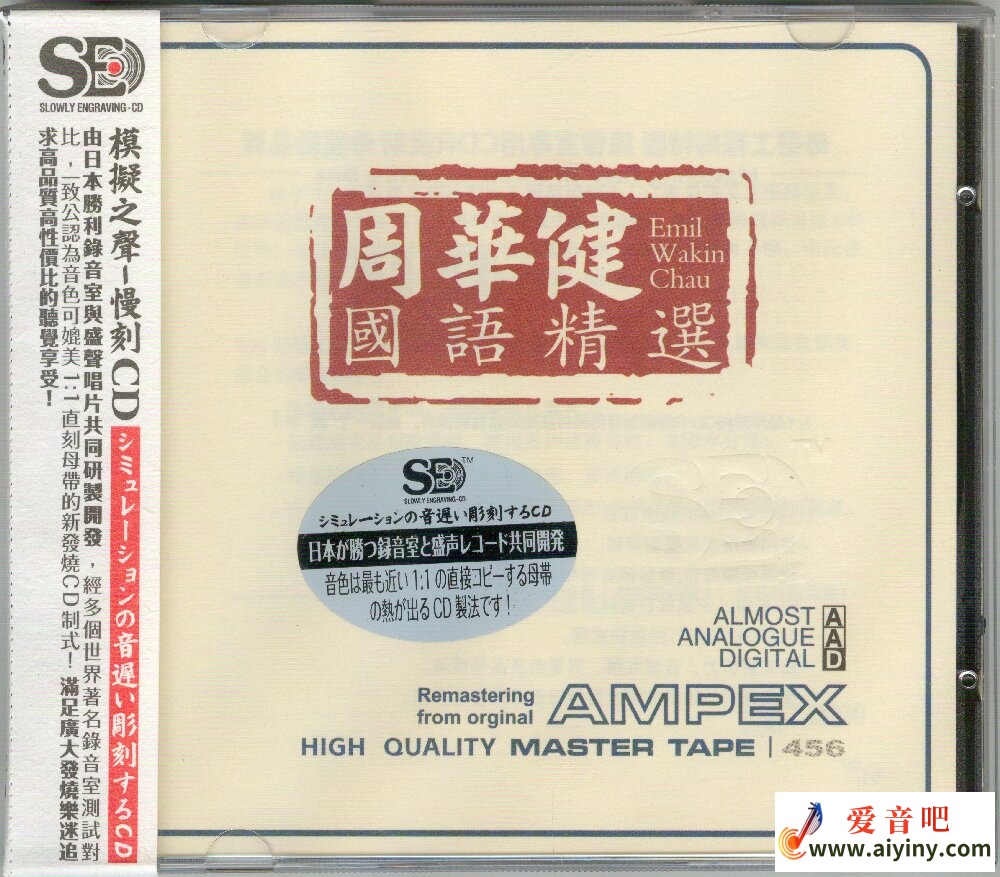 SE
SLOWLY ENGRAVING-CD
模擬之聲-慢刻CD シミュレーションの音遅い彫刻するCD
由日本勝利錄音室與盛聲唱片共同研製開發，經多個世界著名錄音室測試對
比，一致公認為音色可媲美1:1直刻母帶的新發燒CD制式！滿足廣大發燒樂迷追
求高品質高性價比的聽覺享受！
周華健
Emil
Wakin
Chau
國語精選
SE™
SLOWLY ENGRAVING-CD
シミュレーションの音遅い彫刻するCD
日本が勝つ録音室と盛声レコード共同開発
音色は最も近い1:1の直接コピーする母帯
の熱が出るCD製法です!
ALMOST A
ANALOGUE A
DIGITAL D
Remastering
from orginal
AMPEX
HIGH QUALITY MASTER TAPE | 456
爱音吧
www.aiyiny.com